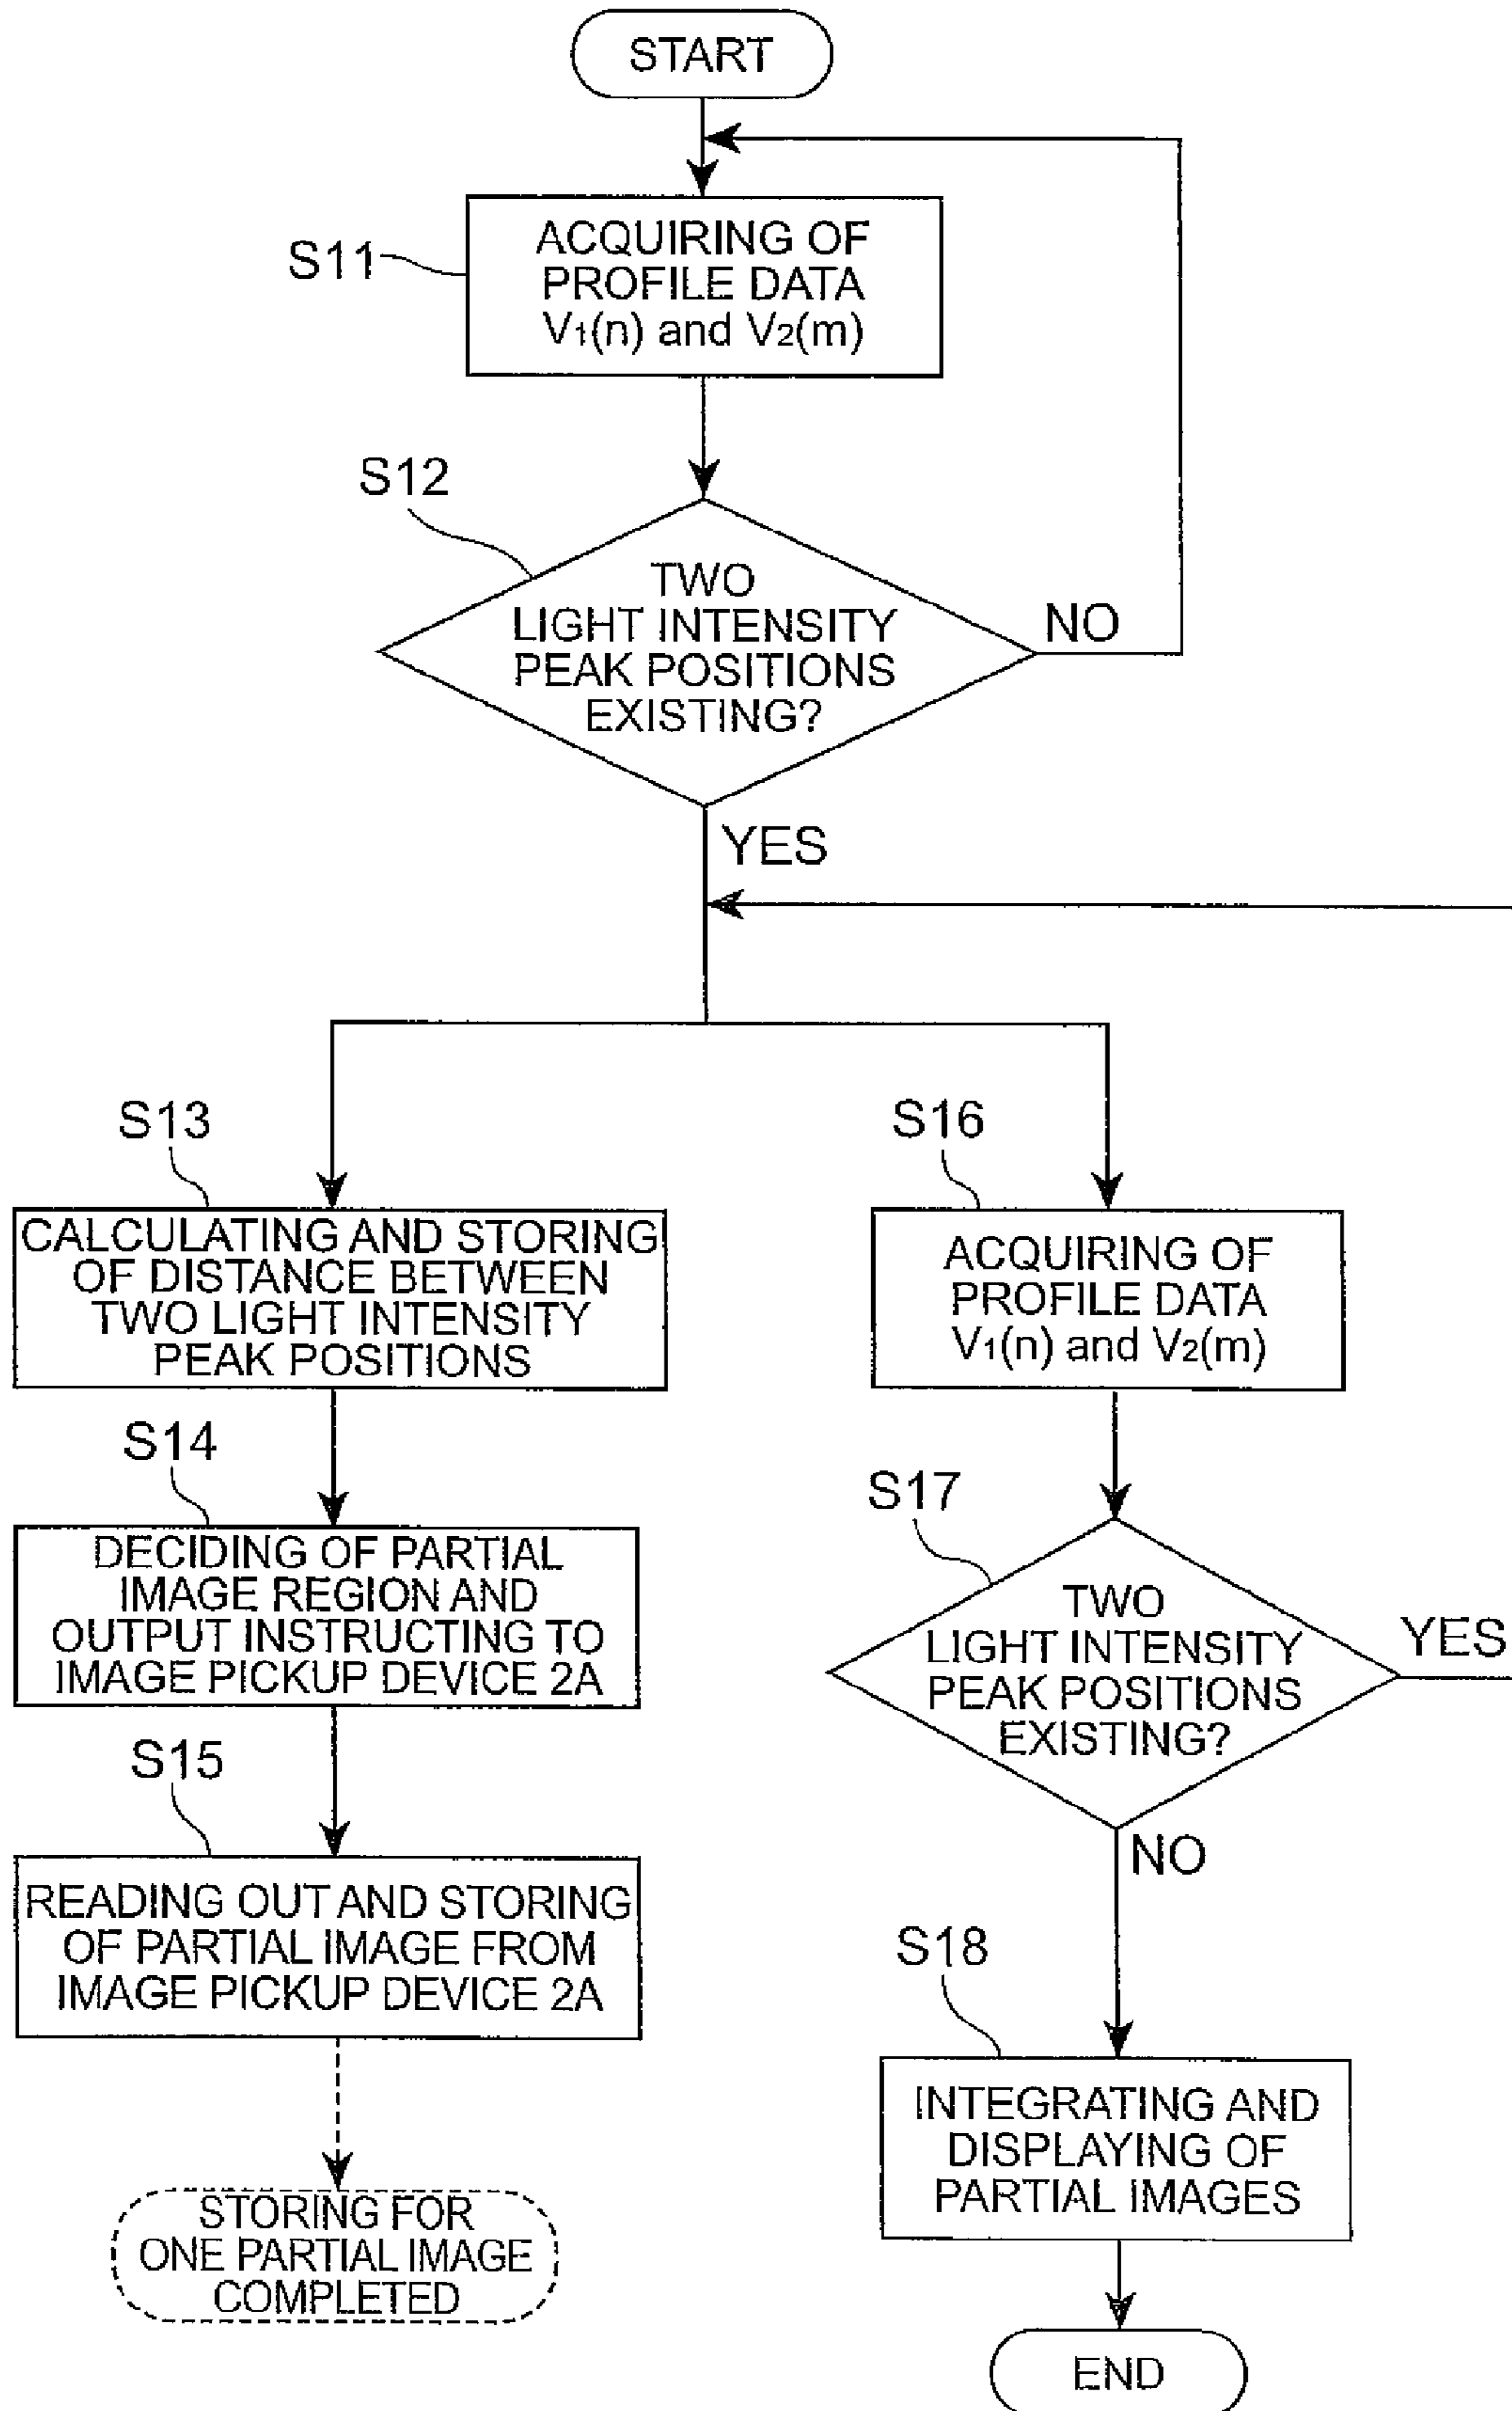 START
S11
ACQUIRING OF
PROFILE DATA
V1(n) and V2(m)
S12
TWO
LIGHT INTENSITY
PEAK POSITIONS
EXISTING?
NO
YES
S13
CALCULATING AND STORING
OF DISTANCE BETWEEN
TWO LIGHT INTENSITY
PEAK POSITIONS
S14
DECIDING OF PARTIAL
IMAGE REGION AND
OUTPUT INSTRUCTING TO
IMAGE PICKUP DEVICE 2A
S15
READING OUT AND STORING
OF PARTIAL IMAGE FROM
IMAGE PICKUP DEVICE 2A
STORING FOR
ONE PARTIAL IMAGE
COMPLETED
S16
ACQUIRING OF
PROFILE DATA
V1(n) and V2(m)
S17
TWO
LIGHT INTENSITY
PEAK POSITIONS
EXISTING?
YES
NO
S18
INTEGRATING AND
DISPLAYING OF
PARTIAL IMAGES
END